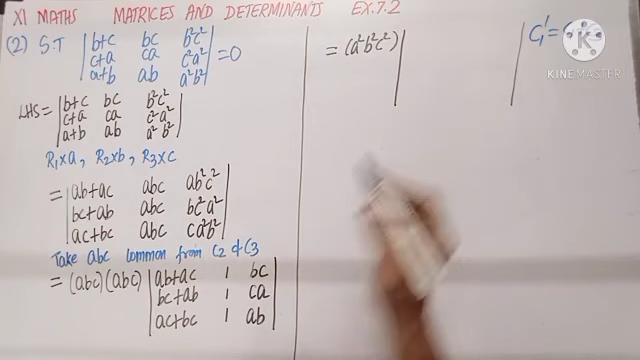 XI MATHS MATRICES AND DETERMINANTS EX.7.2
(2) S.T | b+c bc b²c² |
| c+a ca c²a² | = 0
| a+b ab a²b² |
LHS = | b+c bc b²c² |
| c+a ca c²a² |
| a+b ab a²b² |
R₁×a, R₂×b, R₃×c
= | ab+ac abc ab²c² |
| bc+ab abc bc²a² |
| ac+bc abc ca²b² |
Take abc common from C₂ & C₃
= (abc)(abc) | ab+ac 1 bc |
| bc+ab 1 ca |
| ac+bc 1 ab |
= (a²b²c²) | |
C₁' =
KINEMASTER